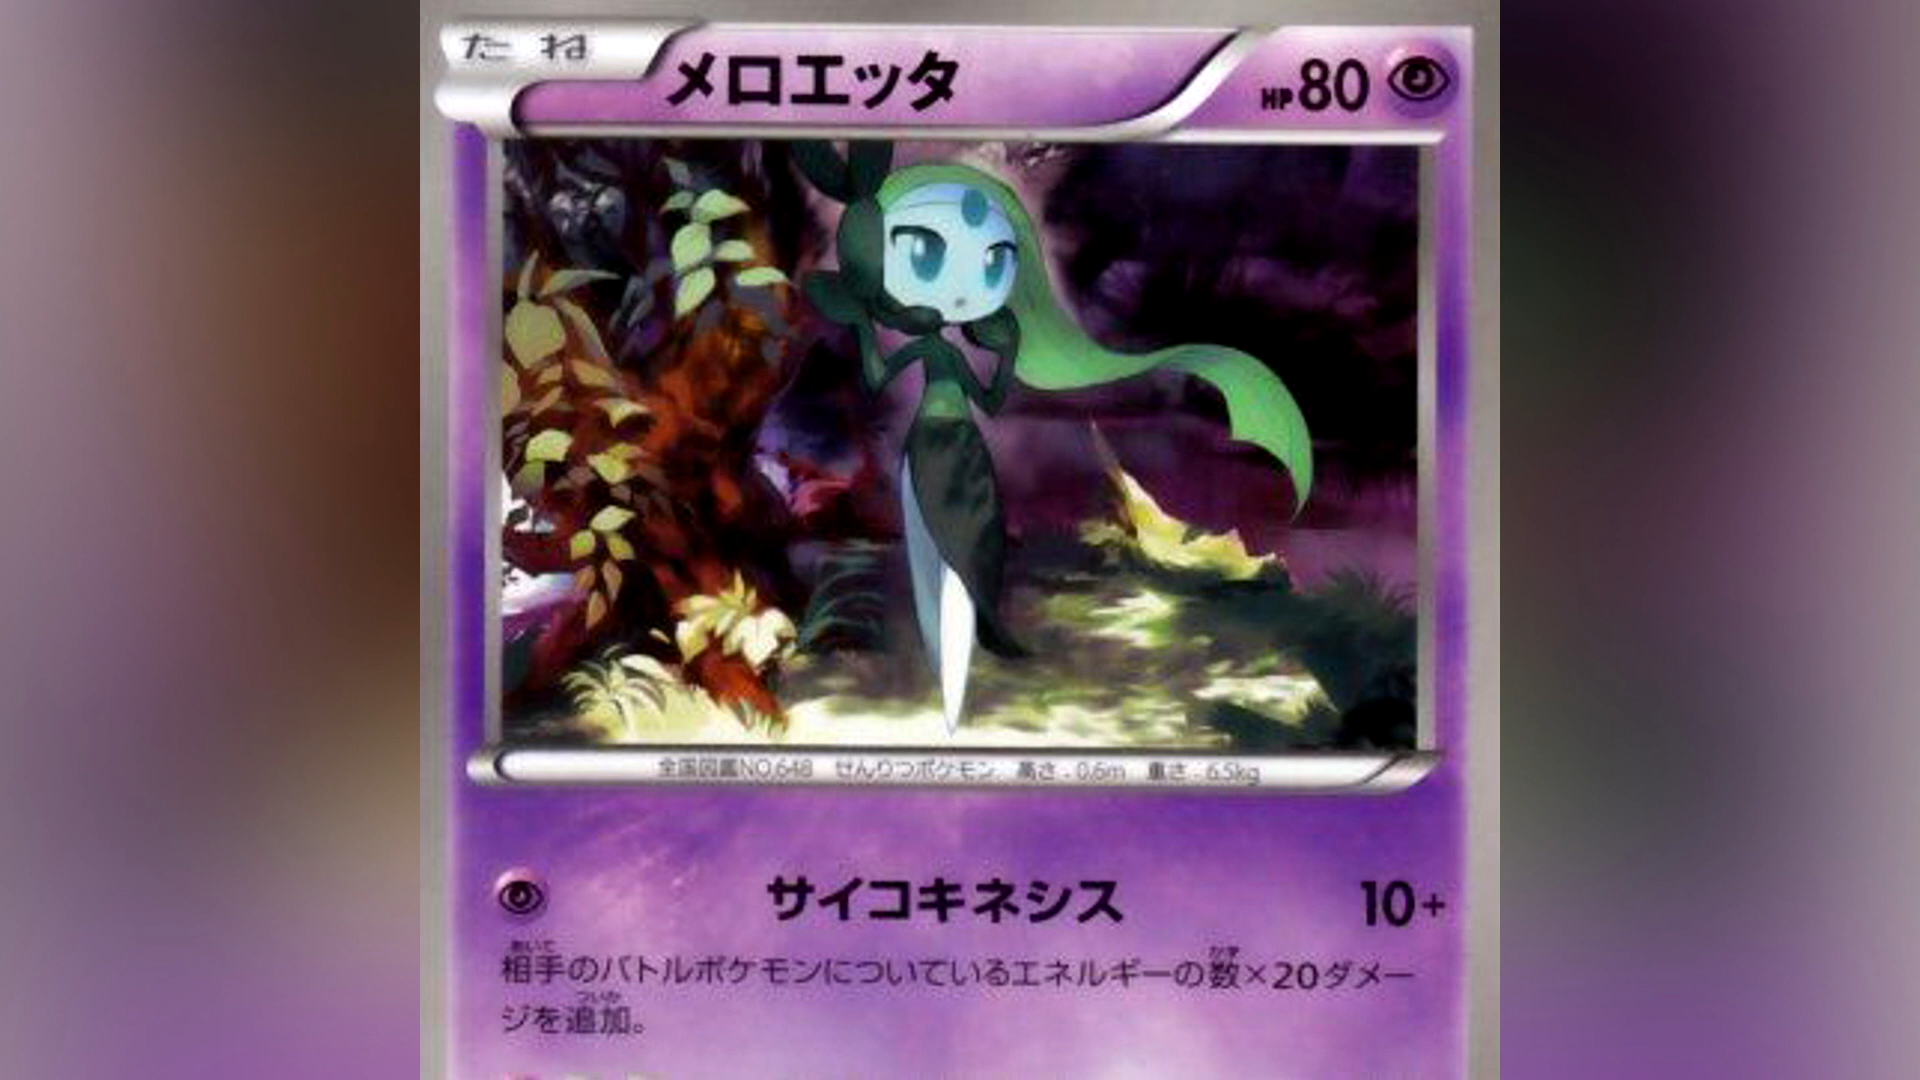 たね
メロエッタ
HP80
全国図鑑NO.648 せんりつポケモン 高さ:0.6m 重さ:6.5kg
サイコキネシス 10+
あいて かず
相手のバトルポケモンについているエネルギーの数×20ダメー
ついか
ジを追加。